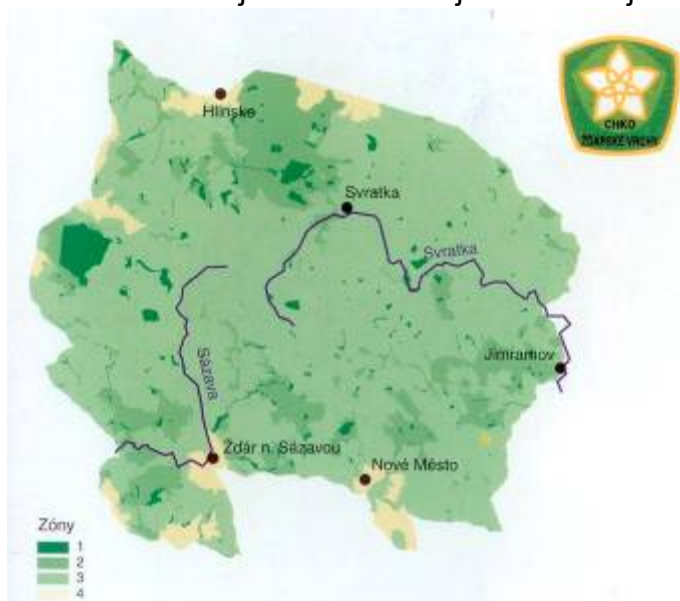 CHKO
ŽĎÁRSKÉ VRCHY
Hlinsko
Svratka
Svratka
Jimramov
Sázava
Žďár n. Sázavou
Nové Město
Zóny
1
2
3
4